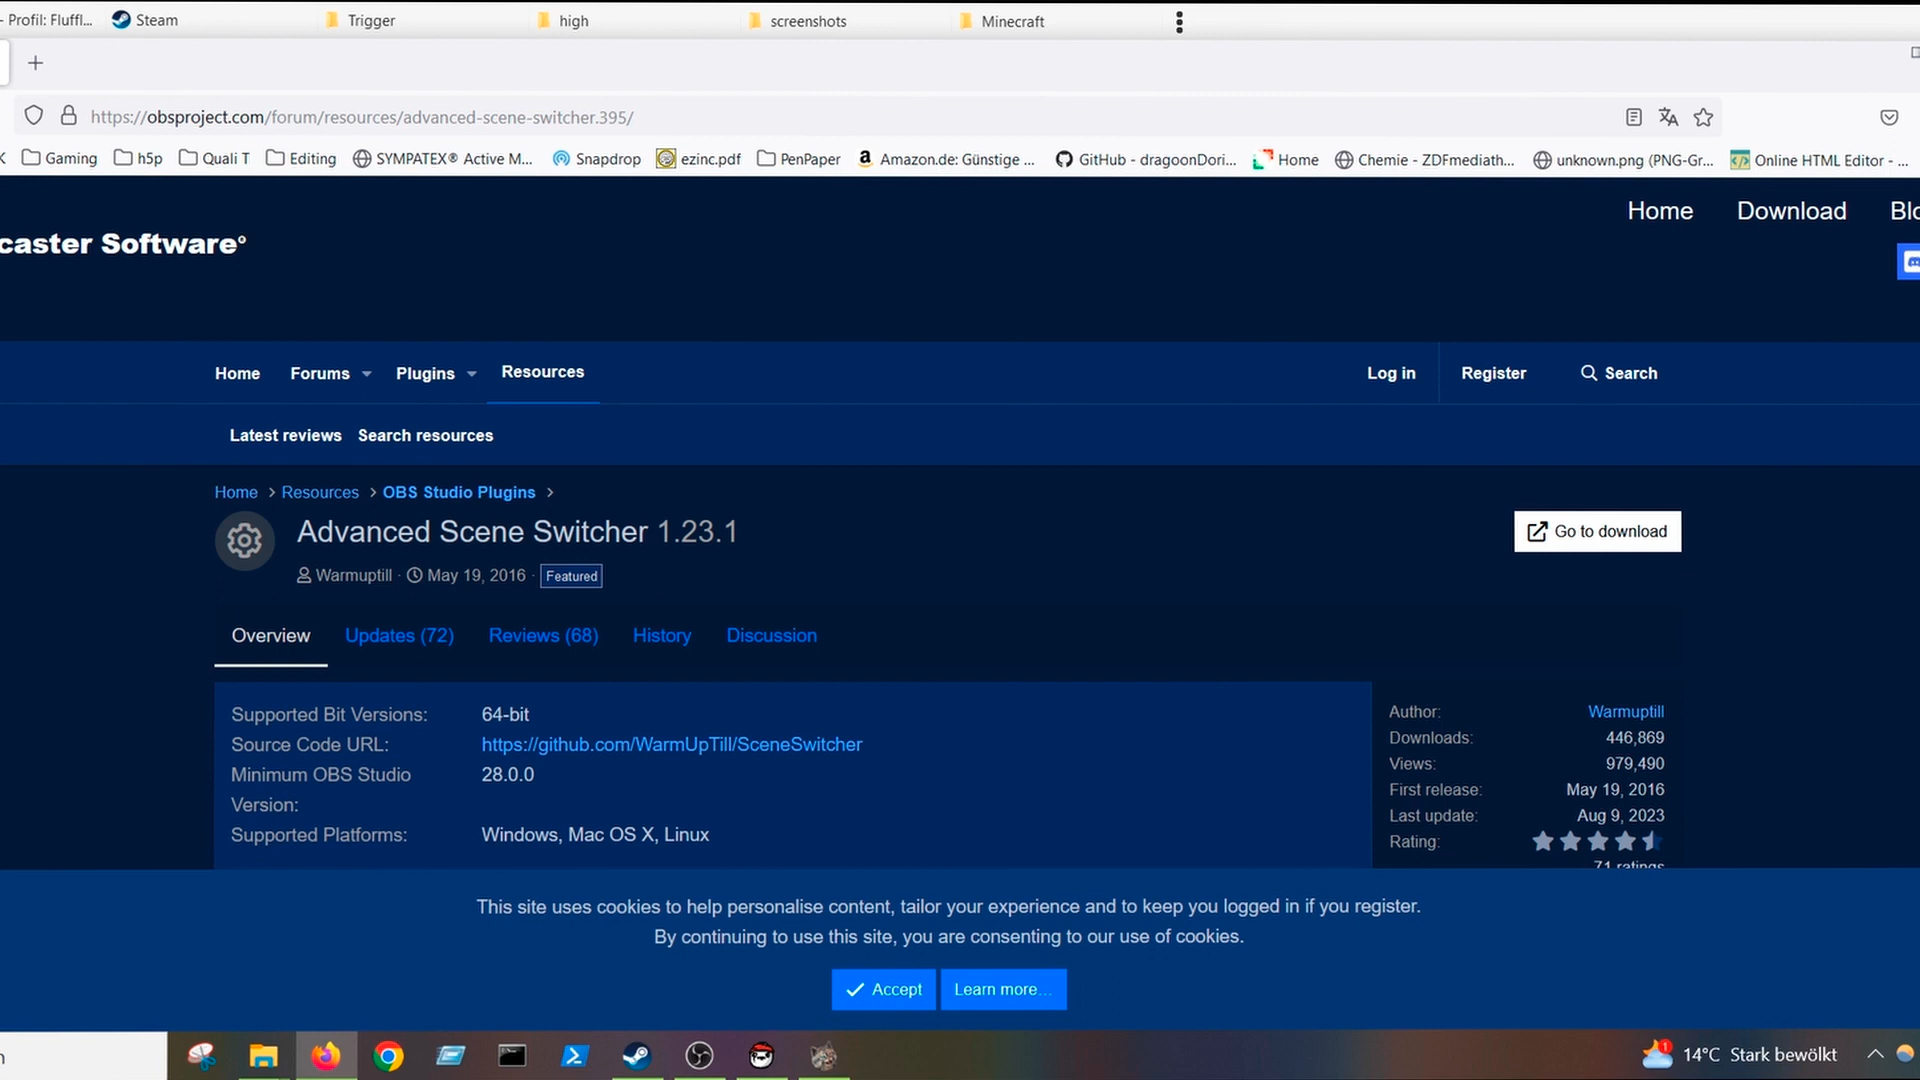 - Profil: Fluffl...
Steam
Trigger
high
screenshots
Minecraft
https://obsproject.com/forum/resources/advanced-scene-switcher.395/
Gaming
h5p
Quali T
Editing
SYMPATEX® Active M...
Snapdrop
ezinc.pdf
PenPaper
Amazon.de: Günstige ...
GitHub - dragoonDori...
Home
Chemie - ZDFmediath...
unknown.png (PNG-Gr...
Online HTML Editor - ...
Home Download Blo
caster Software
Home Forums Plugins Resources
Log in Register Search
Latest reviews Search resources
Home > Resources > OBS Studio Plugins >
Advanced Scene Switcher 1.23.1
Go to download
Warmuptill · May 19, 2016 · Featured
Overview Updates (72) Reviews (68) History Discussion
Supported Bit Versions: 64-bit
Source Code URL: https://github.com/WarmUpTill/SceneSwitcher
Minimum OBS Studio 28.0.0
Version:
Supported Platforms: Windows, Mac OS X, Linux
Author: Warmuptill
Downloads: 446,869
Views: 979,490
First release: May 19, 2016
Last update: Aug 9, 2023
Rating:
71 ratings
This site uses cookies to help personalise content, tailor your experience and to keep you logged in if you register.
By continuing to use this site, you are consenting to our use of cookies.
Accept Learn more...
1
14°C Stark bewölkt